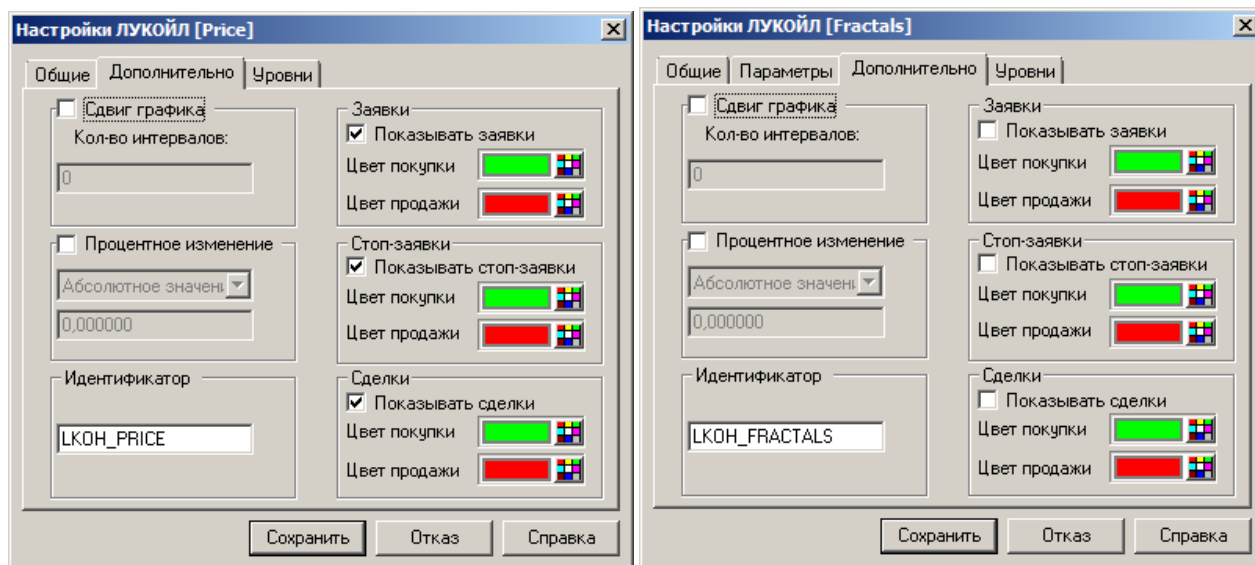 Настройки ЛУКОЙЛ [Price]
Общие Дополнительно Уровни
Сдвиг графика
Кол-во интервалов:
0
Процентное изменение
Абсолютное значені
0,000000
Идентификатор
LKOH_PRICE
Заявки
Показывать заявки
Цвет покупки
Цвет продажи
Стоп-заявки
Показывать стоп-заявки
Цвет покупки
Цвет продажи
Сделки
Показывать сделки
Цвет покупки
Цвет продажи
Сохранить Отказ Справка
Настройки ЛУКОЙЛ [Fractals]
Общие Параметры Дополнительно Уровни
Сдвиг графика
Кол-во интервалов:
0
Процентное изменение
Абсолютное значені
0,000000
Идентификатор
LKOH_FRACTALS
Заявки
Показывать заявки
Цвет покупки
Цвет продажи
Стоп-заявки
Показывать стоп-заявки
Цвет покупки
Цвет продажи
Сделки
Показывать сделки
Цвет покупки
Цвет продажи
Сохранить Отказ Справка